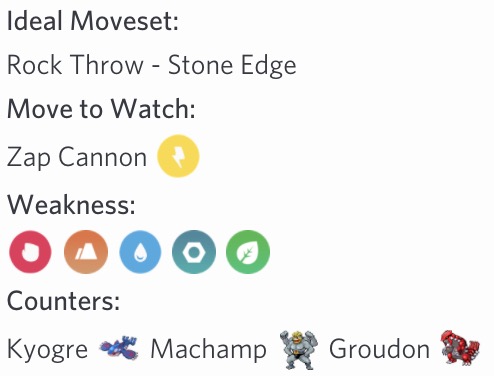 Ideal Moveset:
Rock Throw - Stone Edge
Move to Watch:
Zap Cannon
Weakness:
Counters:
Kyogre Machamp Groudon